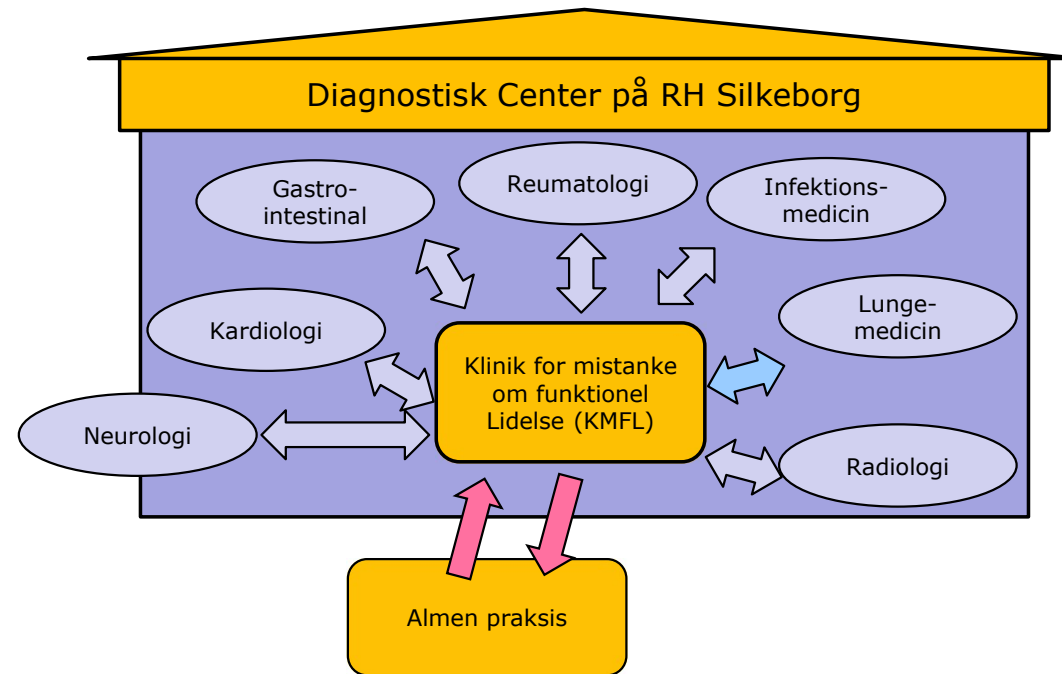 Diagnostisk Center på RH Silkeborg
Gastro-
intestinal
Reumatologi
Infektions-
medicin
Kardiologi
Lunge-
medicin
Klinik for mistanke
om funktionel
Lidelse (KMFL)
Neurologi
Radiologi
Almen praksis